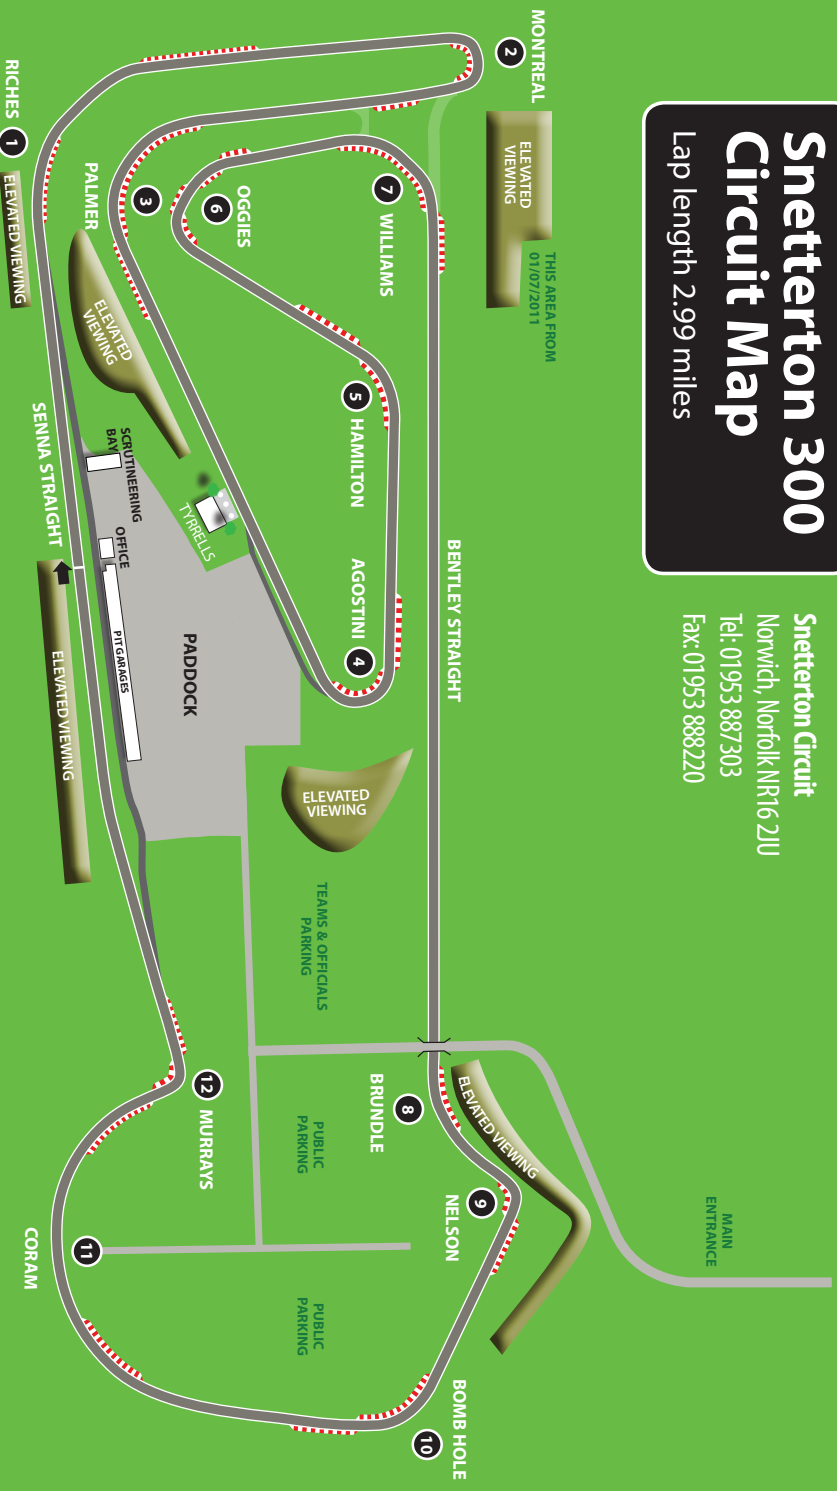 Snetterton 300
Circuit Map
Lap length 2.99 miles
Snetterton Circuit
Norwich, Norfolk NR16 2JU
Tel: 01953 887303
Fax: 01953 888220
MONTREAL
2
ELEVATED
VIEWING
THIS AREA FROM
01/07/2011
RICHES
1
ELEVATED VIEWING
PALMER
3
OGGIES
6
7
WILLIAMS
ELEVATED
VIEWING
5
HAMILTON
AGOSTINI
4
BENTLEY STRAIGHT
SENNA STRAIGHT
SCRUTINEERING
BAY
OFFICE
TYRRELLS
PIT GARAGES
PADDOCK
ELEVATED VIEWING
ELEVATED
VIEWING
TEAMS & OFFICIALS
PARKING
BRUNDLE
8
ELEVATED VIEWING
NELSON
9
MAIN
ENTRANCE
PUBLIC
PARKING
PUBLIC
PARKING
12
MURRAYS
11
CORAM
BOMB HOLE
10